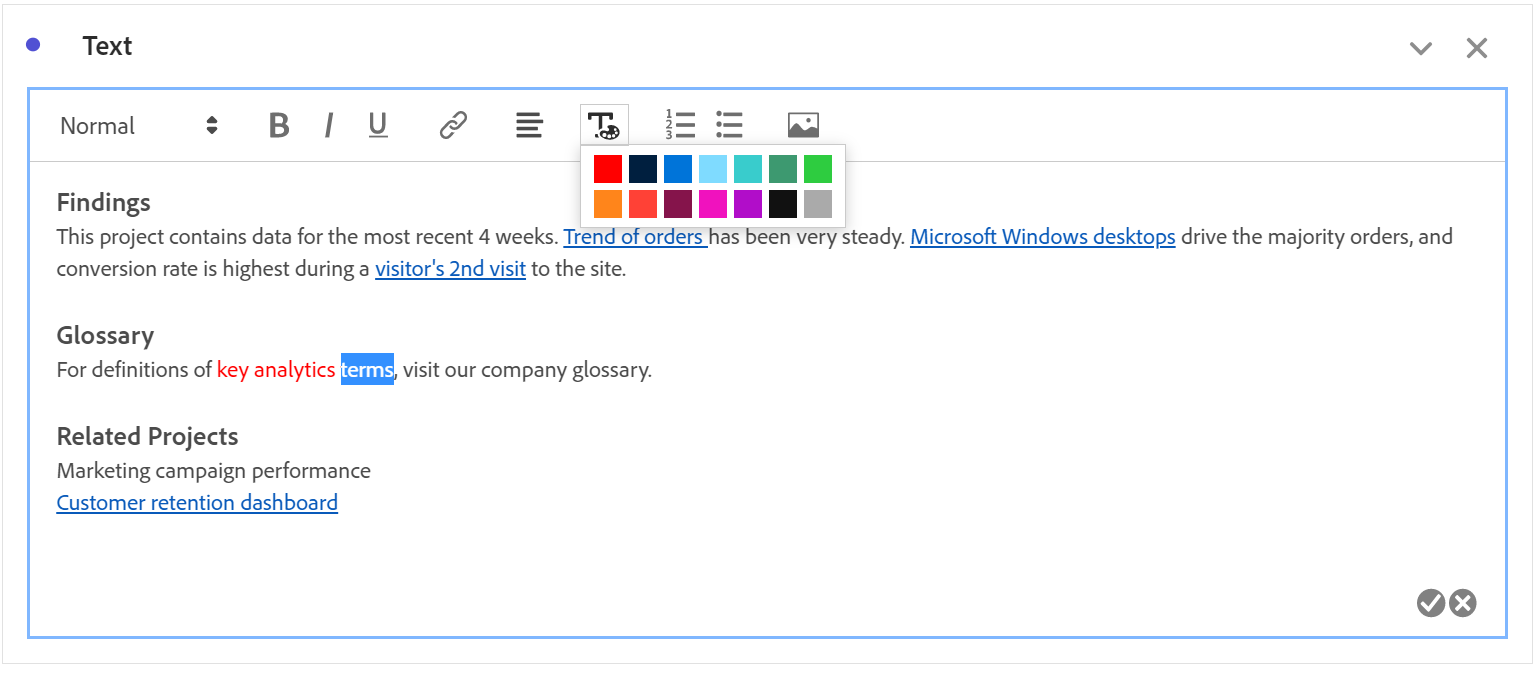 Text
Normal B I U
Findings
This project contains data for the most recent 4 weeks. Trend of orders has been very steady. Microsoft Windows desktops drive the majority orders, and
conversion rate is highest during a visitor's 2nd visit to the site.
Glossary
For definitions of key analytics terms, visit our company glossary.
Related Projects
Marketing campaign performance
Customer retention dashboard